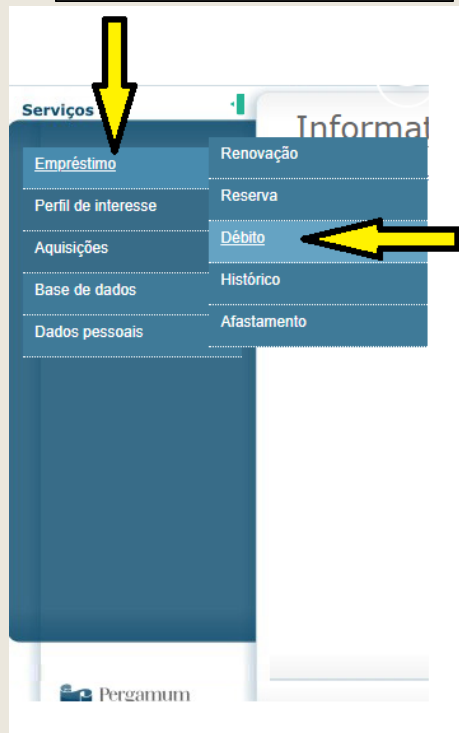 Serviços
Informat
Empréstimo
Perfil de interesse
Aquisições
Base de dados
Dados pessoais
Renovação
Reserva
Débito
Histórico
Afastamento
Pergamum